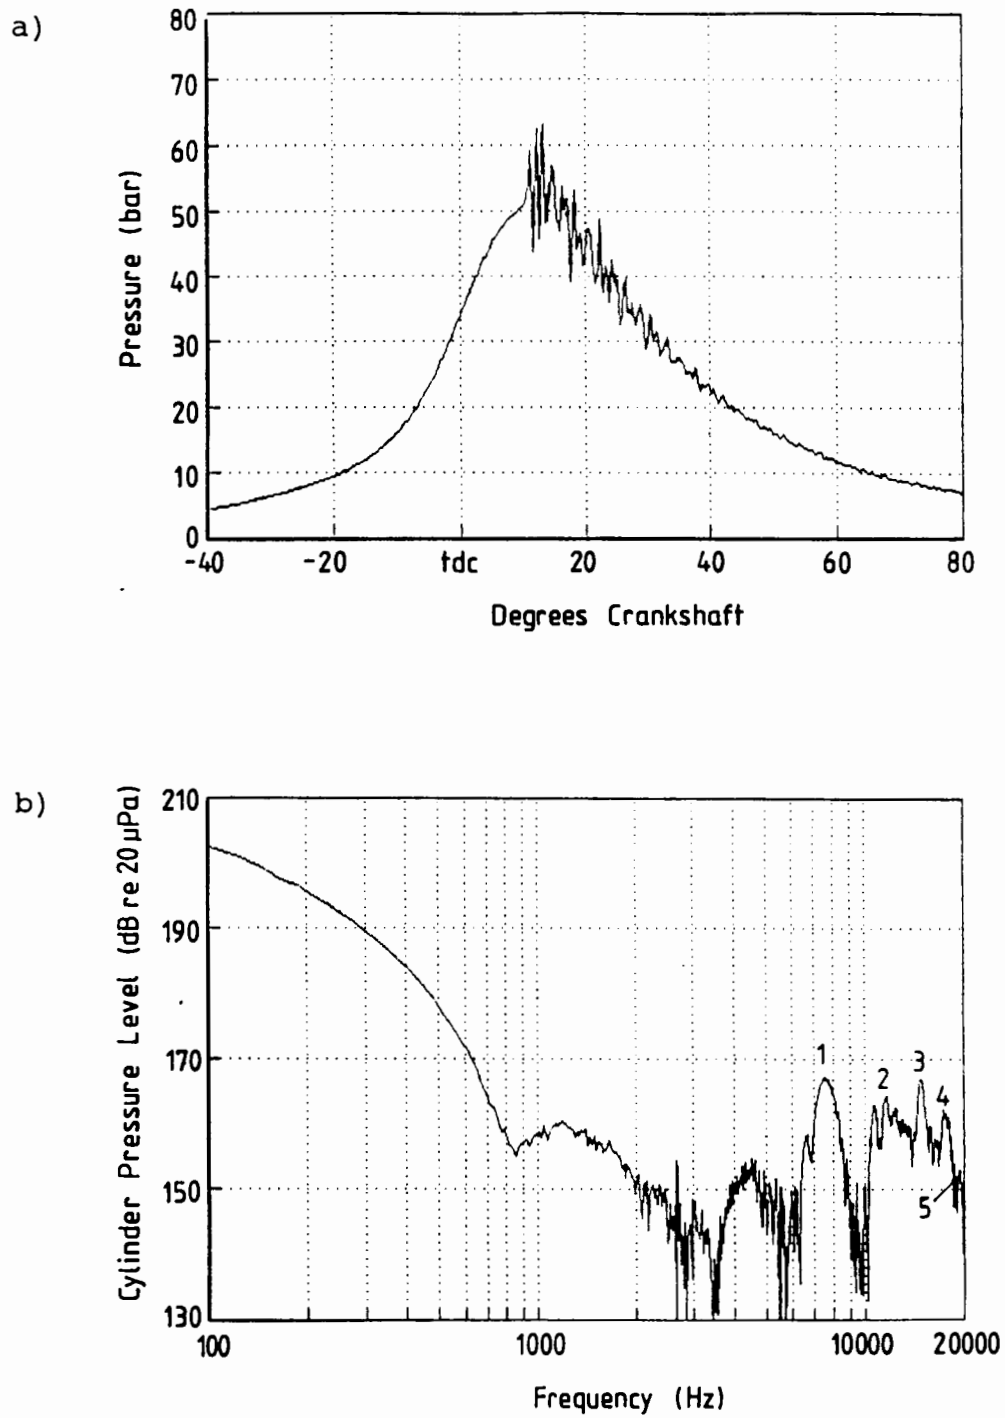 a)
Pressure (bar)
80
70
60
50
40
30
20
10
0
-40 -20 tdc 20 40 60 80
Degrees Crankshaft
b)
Cylinder Pressure Level (dB re 20 µPa)
210
190
170
150
130
1
2
3
4
5
100 1000 10000 20000
Frequency (Hz)